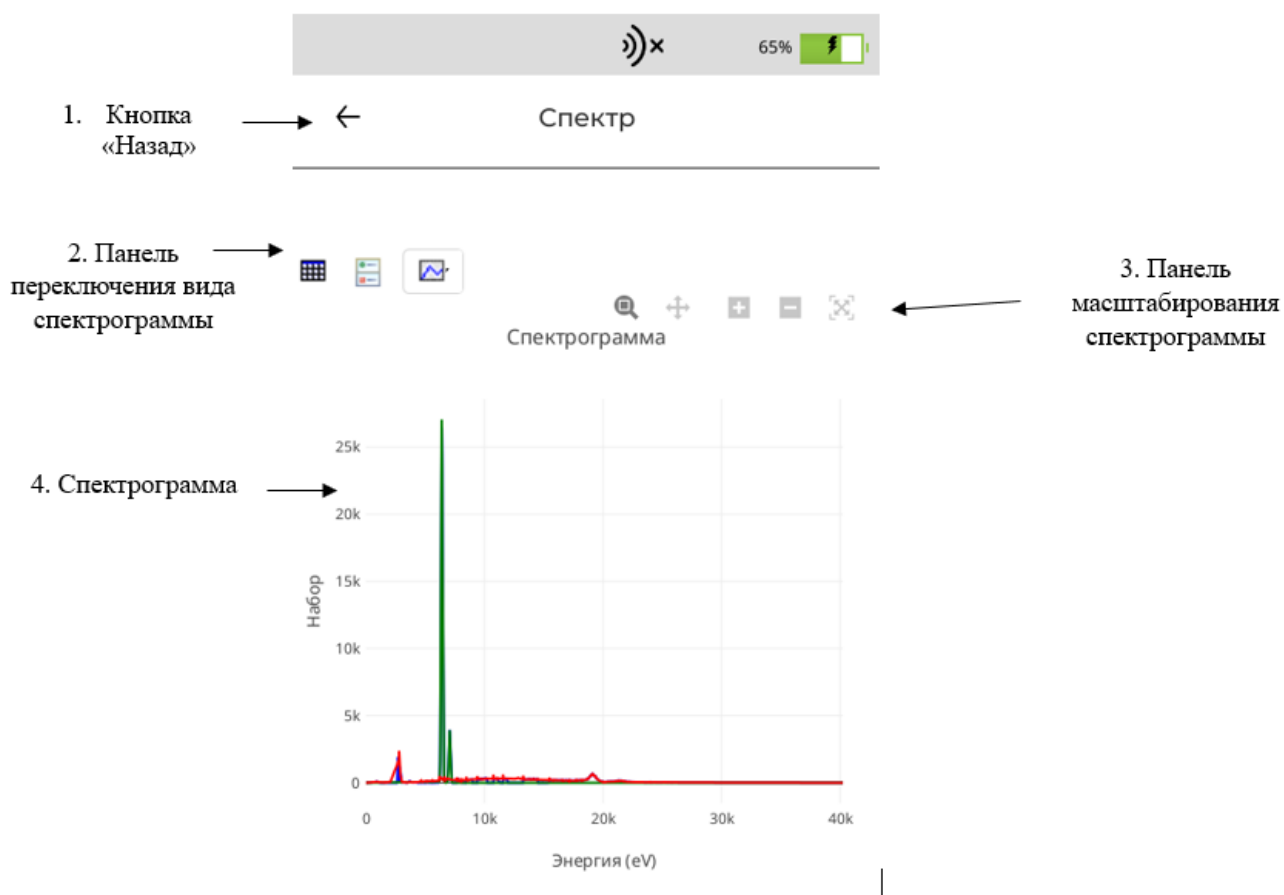 65%
1. Кнопка
«Назад»
Спектр
2. Панель
переключения вида
спектрограммы
3. Панель
масштабирования
спектрограммы
Спектрограмма
4. Спектрограмма
Набор
25k
20k
15k
10k
5k
0
0 10k 20k 30k 40k
Энергия (eV)